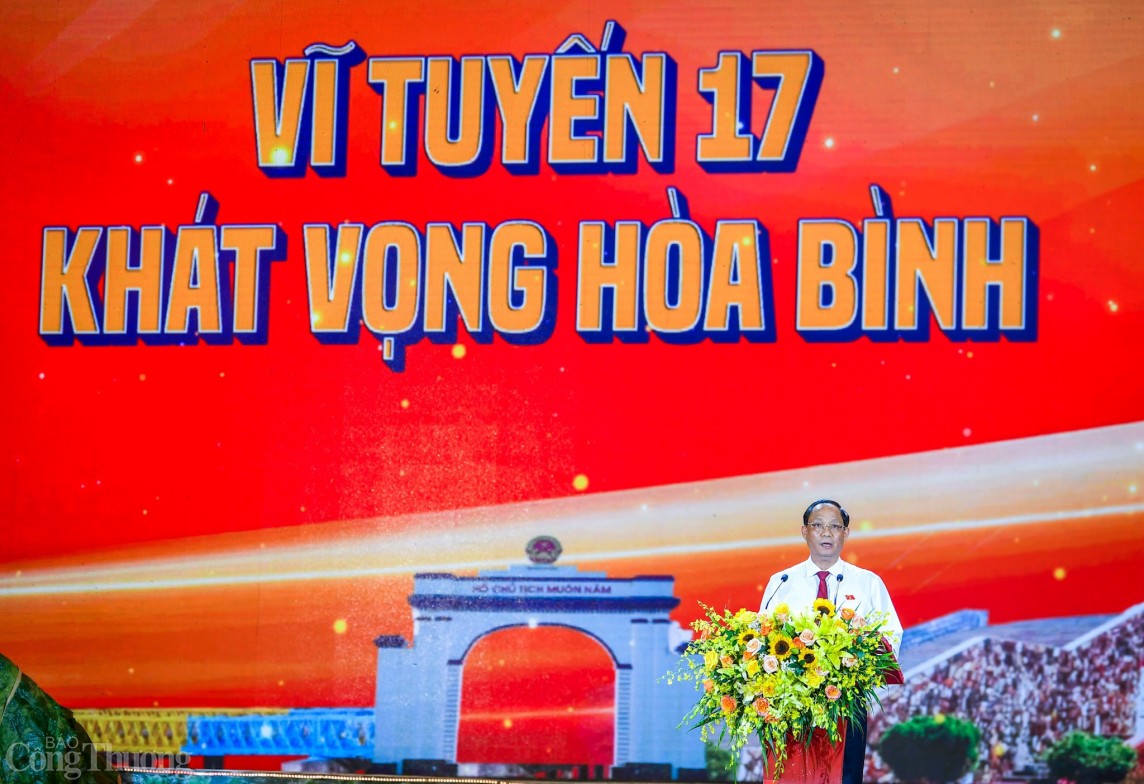 VĨ TUYẾN 17
KHÁT VỌNG HÒA BÌNH
HỒ CHỦ TỊCH MUÔN NĂM
BÁO
Công Thương